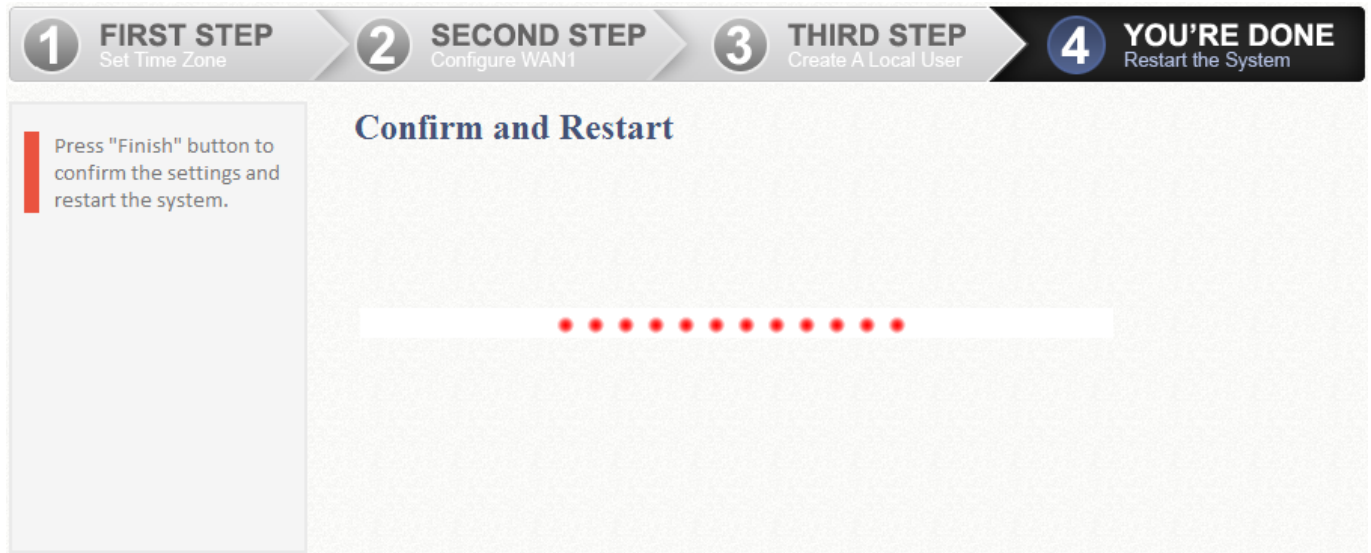 1 FIRST STEP
Set Time Zone
2 SECOND STEP
Configure WAN1
3 THIRD STEP
Create A Local User
4 YOU'RE DONE
Restart the System
Press "Finish" button to
confirm the settings and
restart the system.
Confirm and Restart